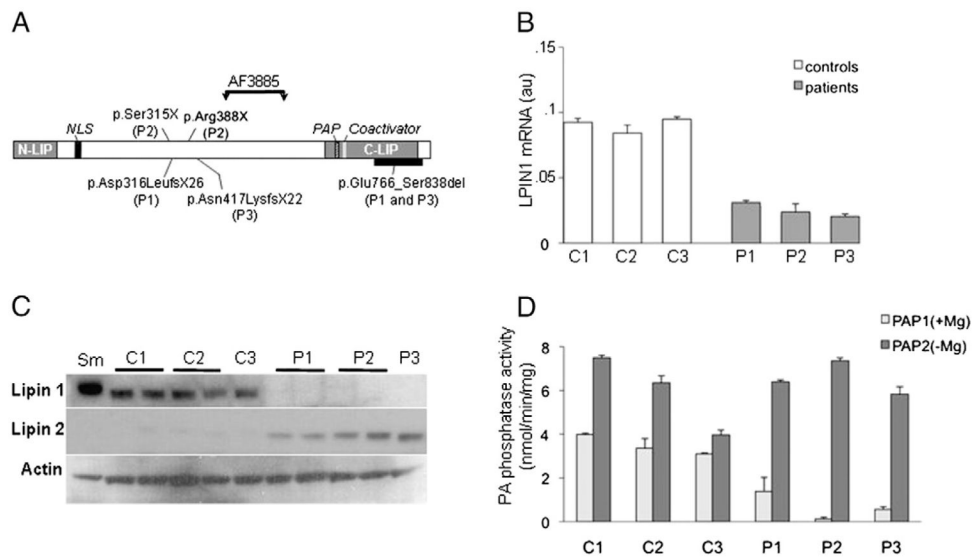 A
AF3885
p.Ser315X
(P2)
p.Arg388X
(P2)
NLS
PAP
Coactivator
N-LIP
C-LIP
p.Asp316LeufsX26
(P1)
p.Asn417LysfsX22
(P3)
p.Glu766_Ser838del
(P1 and P3)
B
LPIN1 mRNA (au)
.15
.1
.05
0
controls
patients
C1 C2 C3 P1 P2 P3
C
Sm C1 C2 C3 P1 P2 P3
Lipin 1
Lipin 2
Actin
D
PA phosphatase activity
(nmol/min/mg)
8
6
4
2
0
PAP1(+Mg)
PAP2(-Mg)
C1 C2 C3 P1 P2 P3